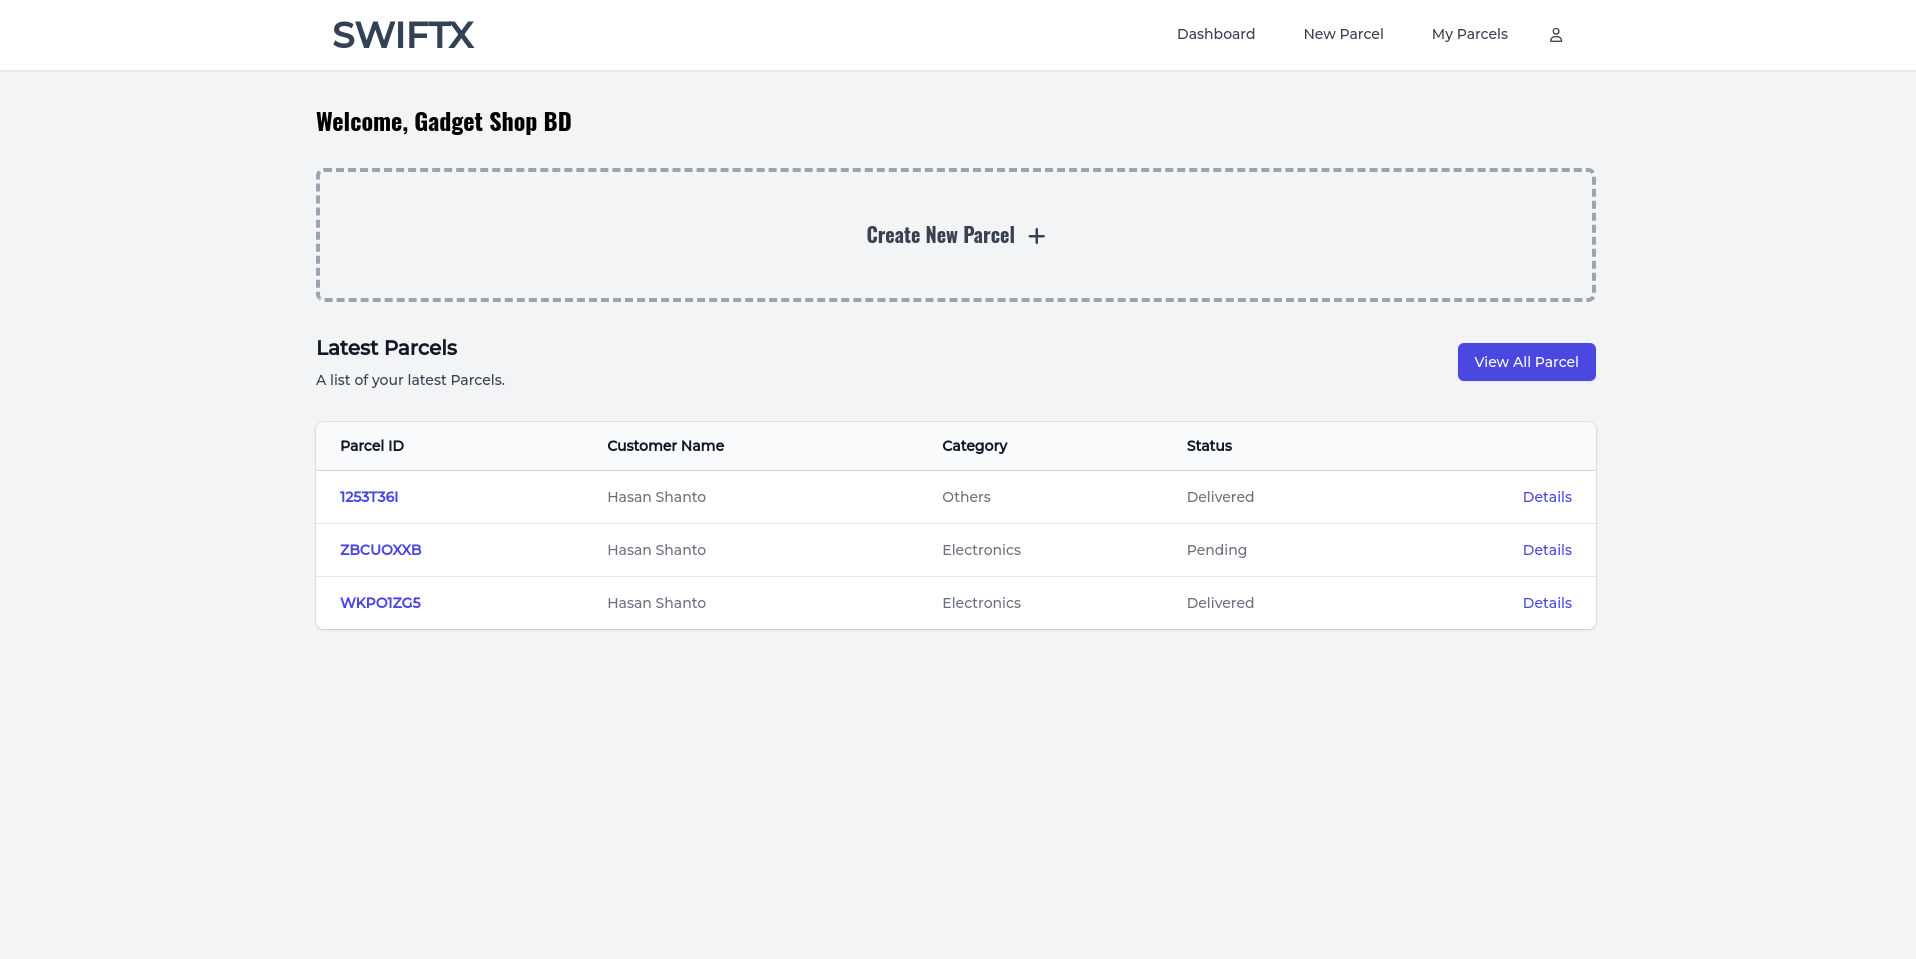 SWIFTX
Dashboard New Parcel My Parcels
Welcome, Gadget Shop BD
Create New Parcel +
Latest Parcels
A list of your latest Parcels.
View All Parcel
Parcel ID Customer Name Category Status
1253T36I Hasan Shanto Others Delivered Details
ZBCUOXXB Hasan Shanto Electronics Pending Details
WKPO1ZG5 Hasan Shanto Electronics Delivered Details